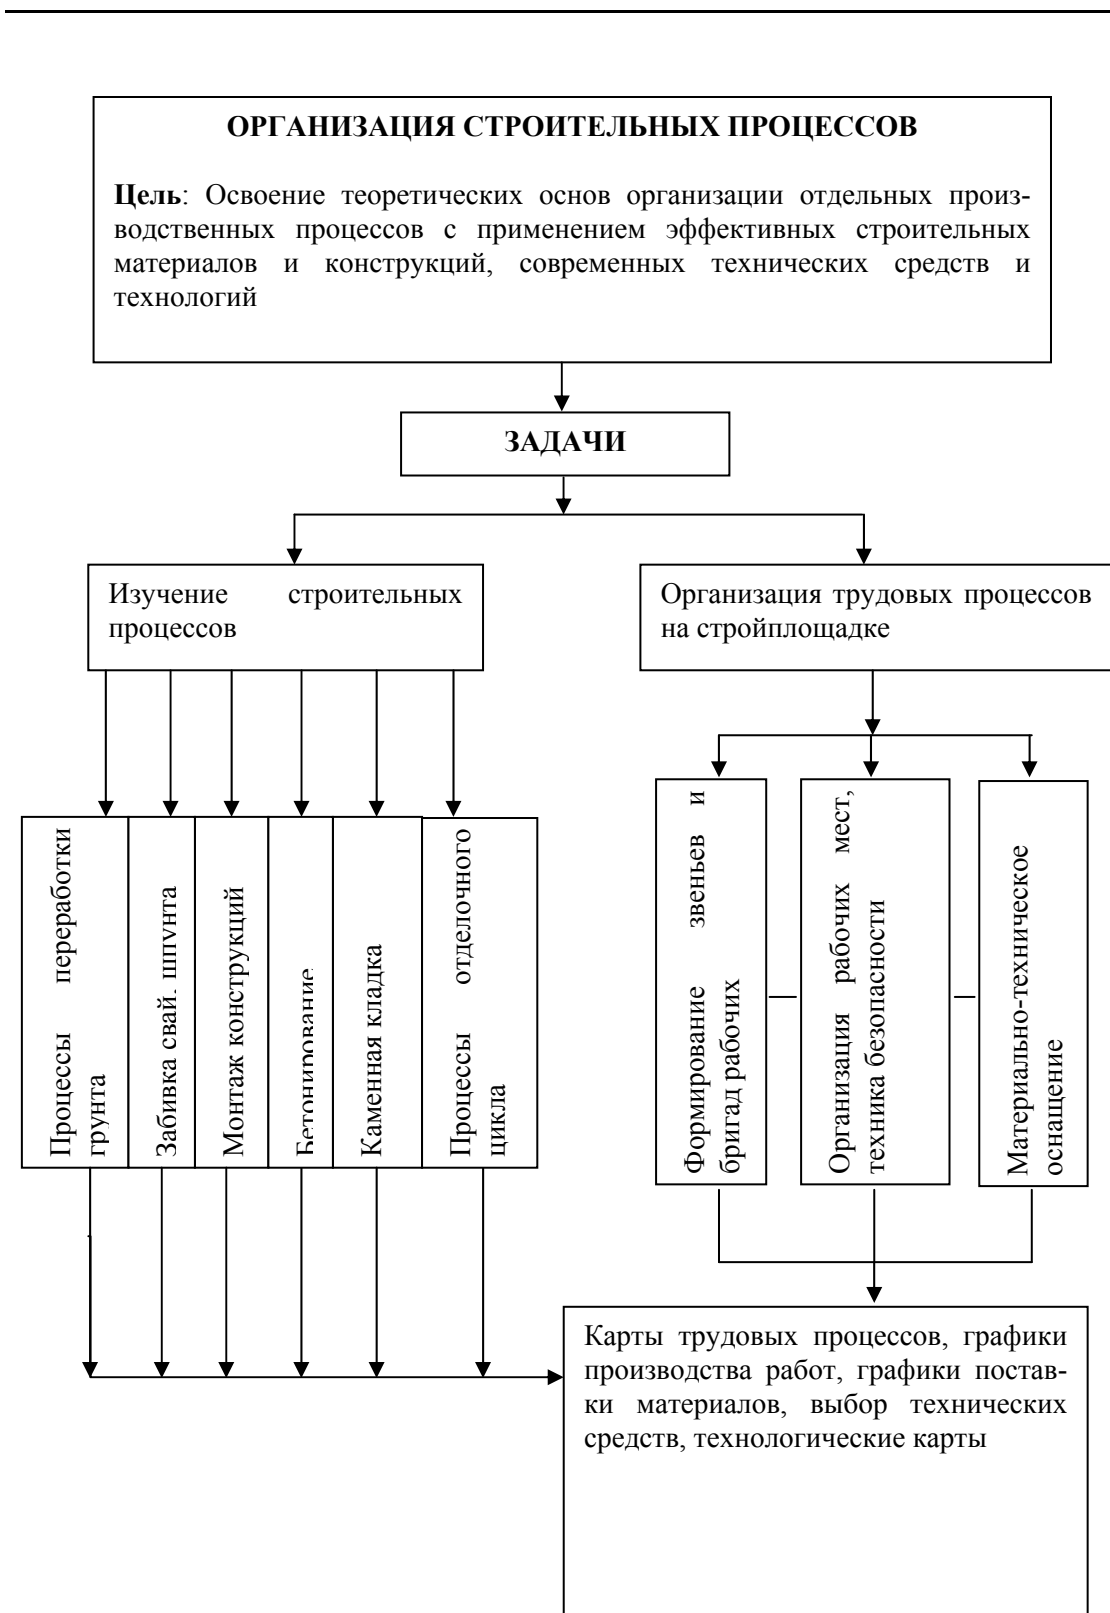 ОРГАНИЗАЦИЯ СТРОИТЕЛЬНЫХ ПРОЦЕССОВ
Цель: Освоение теоретических основ организации отдельных произ-
водственных процессов с применением эффективных строительных
материалов и конструкций, современных технических средств и
технологий
ЗАДАЧИ
Изучение строительных
процессов
Организация трудовых процессов
на стройплощадке
Процессы переработки
грунта
Забивка свай, шпунта
Монтаж конструкций
Бетонирование
Каменная кладка
Процессы отделочного
цикла
Формирование звеньев и
бригад рабочих
Организация рабочих мест,
техника безопасности
Материально-техническое
оснащение
Карты трудовых процессов, графики
производства работ, графики постав-
ки материалов, выбор технических
средств, технологические карты